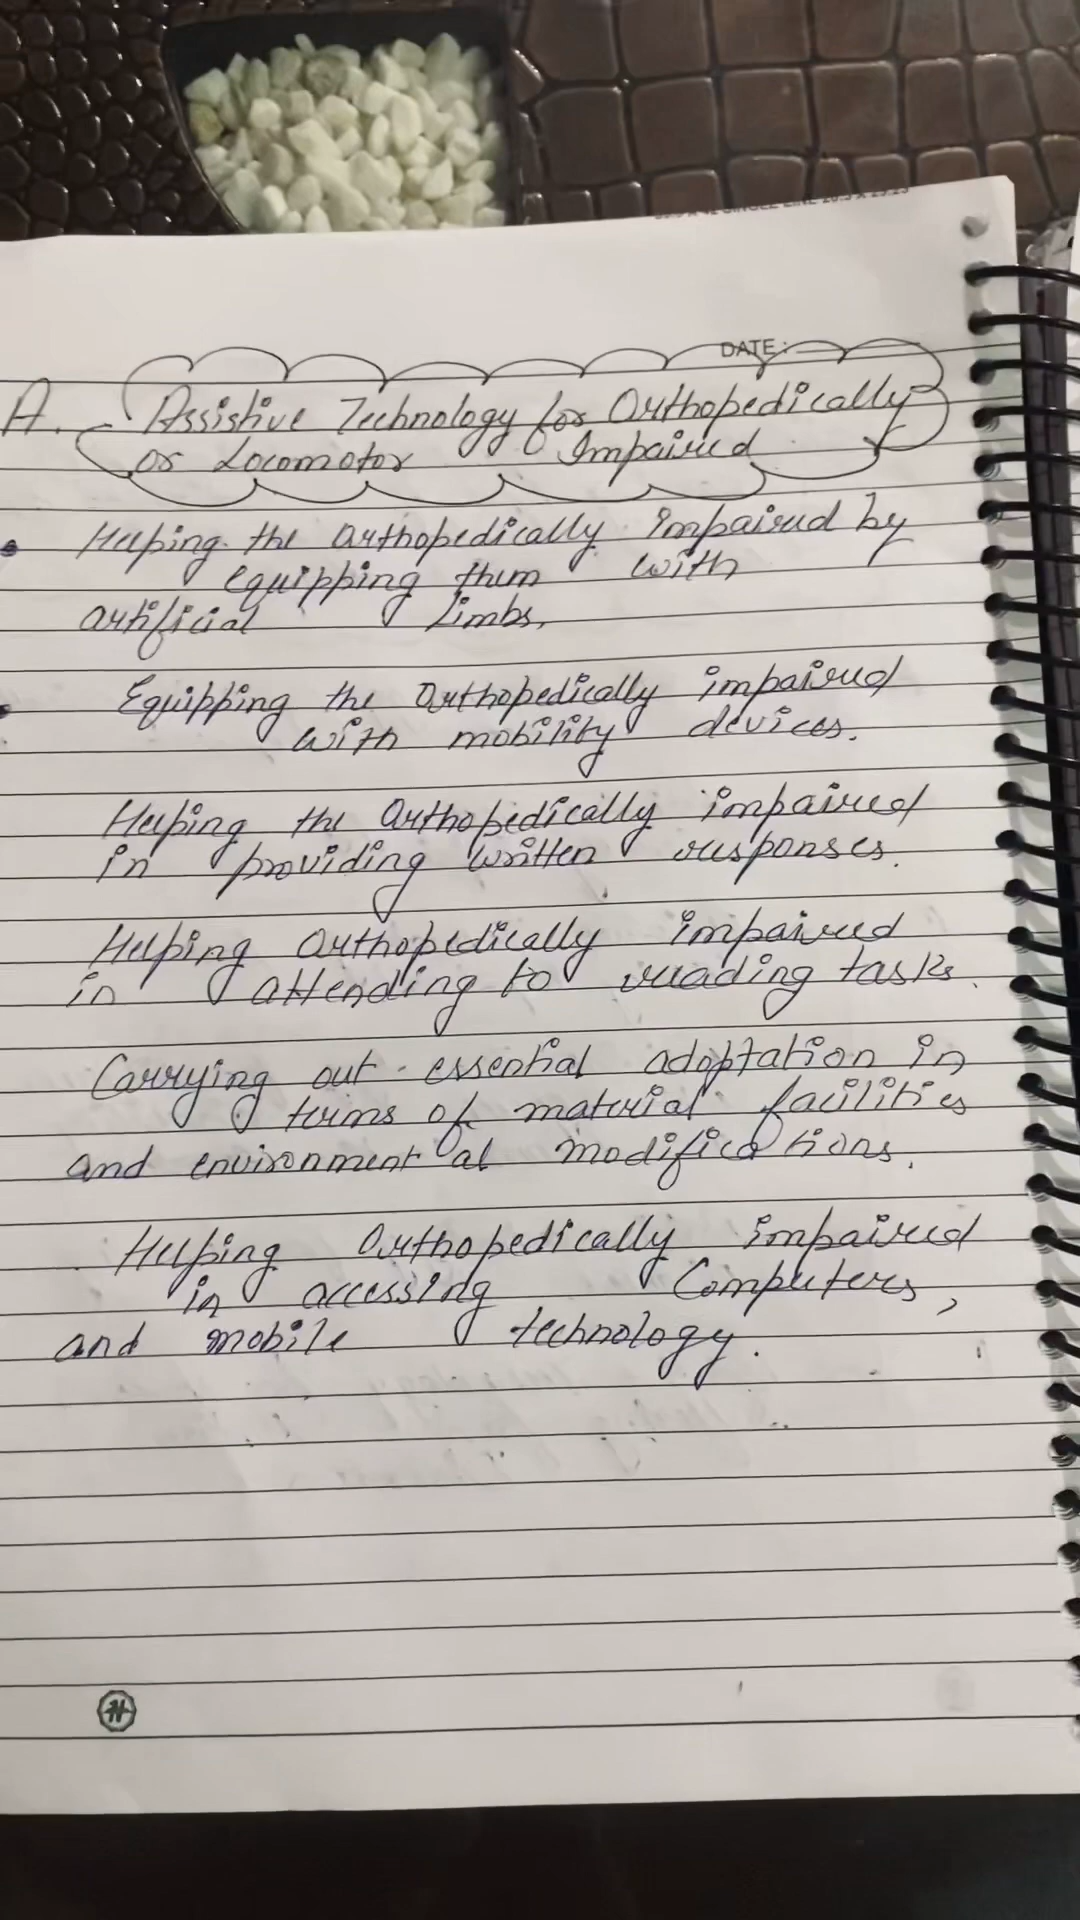 DATE:
A. Assistive Technology for Orthopedically
or Locomotor Impaired
Helping the Orthopedically impaired by
equipping them with
artificial limbs,
Equipping the Orthopedically impaired
with mobility devices.
Helping the Orthopedically impaired
in providing written responses.
Helping Orthopedically impaired
in attending to reading tasks.
Carrying out essential adoptation in
terms of material facilities
and environmental modifications.
Helping Orthopedically impaired
in accessing Computers,
and mobile technology.